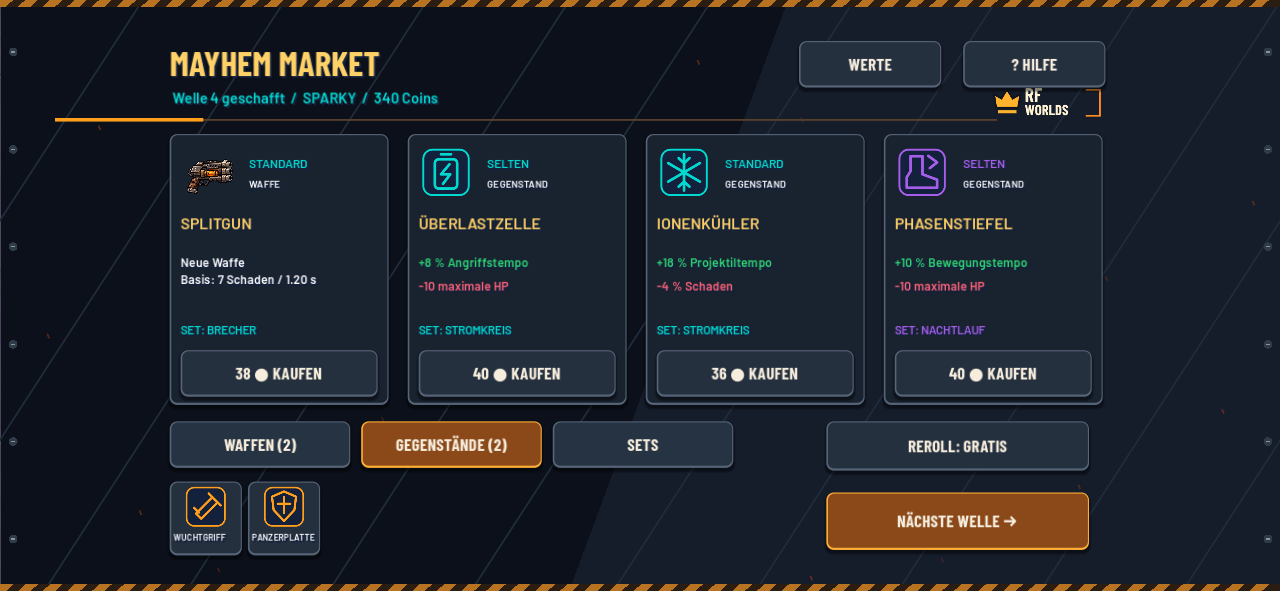 MAYHEM MARKET
Welle 4 geschafft / SPARKY / 340 Coins
WERTE
? HILFE
RF
WORLDS
STANDARD
WAFFE
SPLITGUN
Neue Waffe
Basis: 7 Schaden / 1.20 s
SET: BRECHER
38 ● KAUFEN
SELTEN
GEGENSTAND
ÜBERLASTZELLE
+8 % Angriffstempo
-10 maximale HP
SET: STROMKREIS
40 ● KAUFEN
STANDARD
GEGENSTAND
IONENKÜHLER
+18 % Projektiltempo
-4 % Schaden
SET: STROMKREIS
36 ● KAUFEN
SELTEN
GEGENSTAND
PHASENSTIEFEL
+10 % Bewegungstempo
-10 maximale HP
SET: NACHTLAUF
40 ● KAUFEN
WAFFEN (2)
GEGENSTÄNDE (2)
SETS
REROLL: GRATIS
WUCHTGRIFF
PANZERPLATTE
NÄCHSTE WELLE →